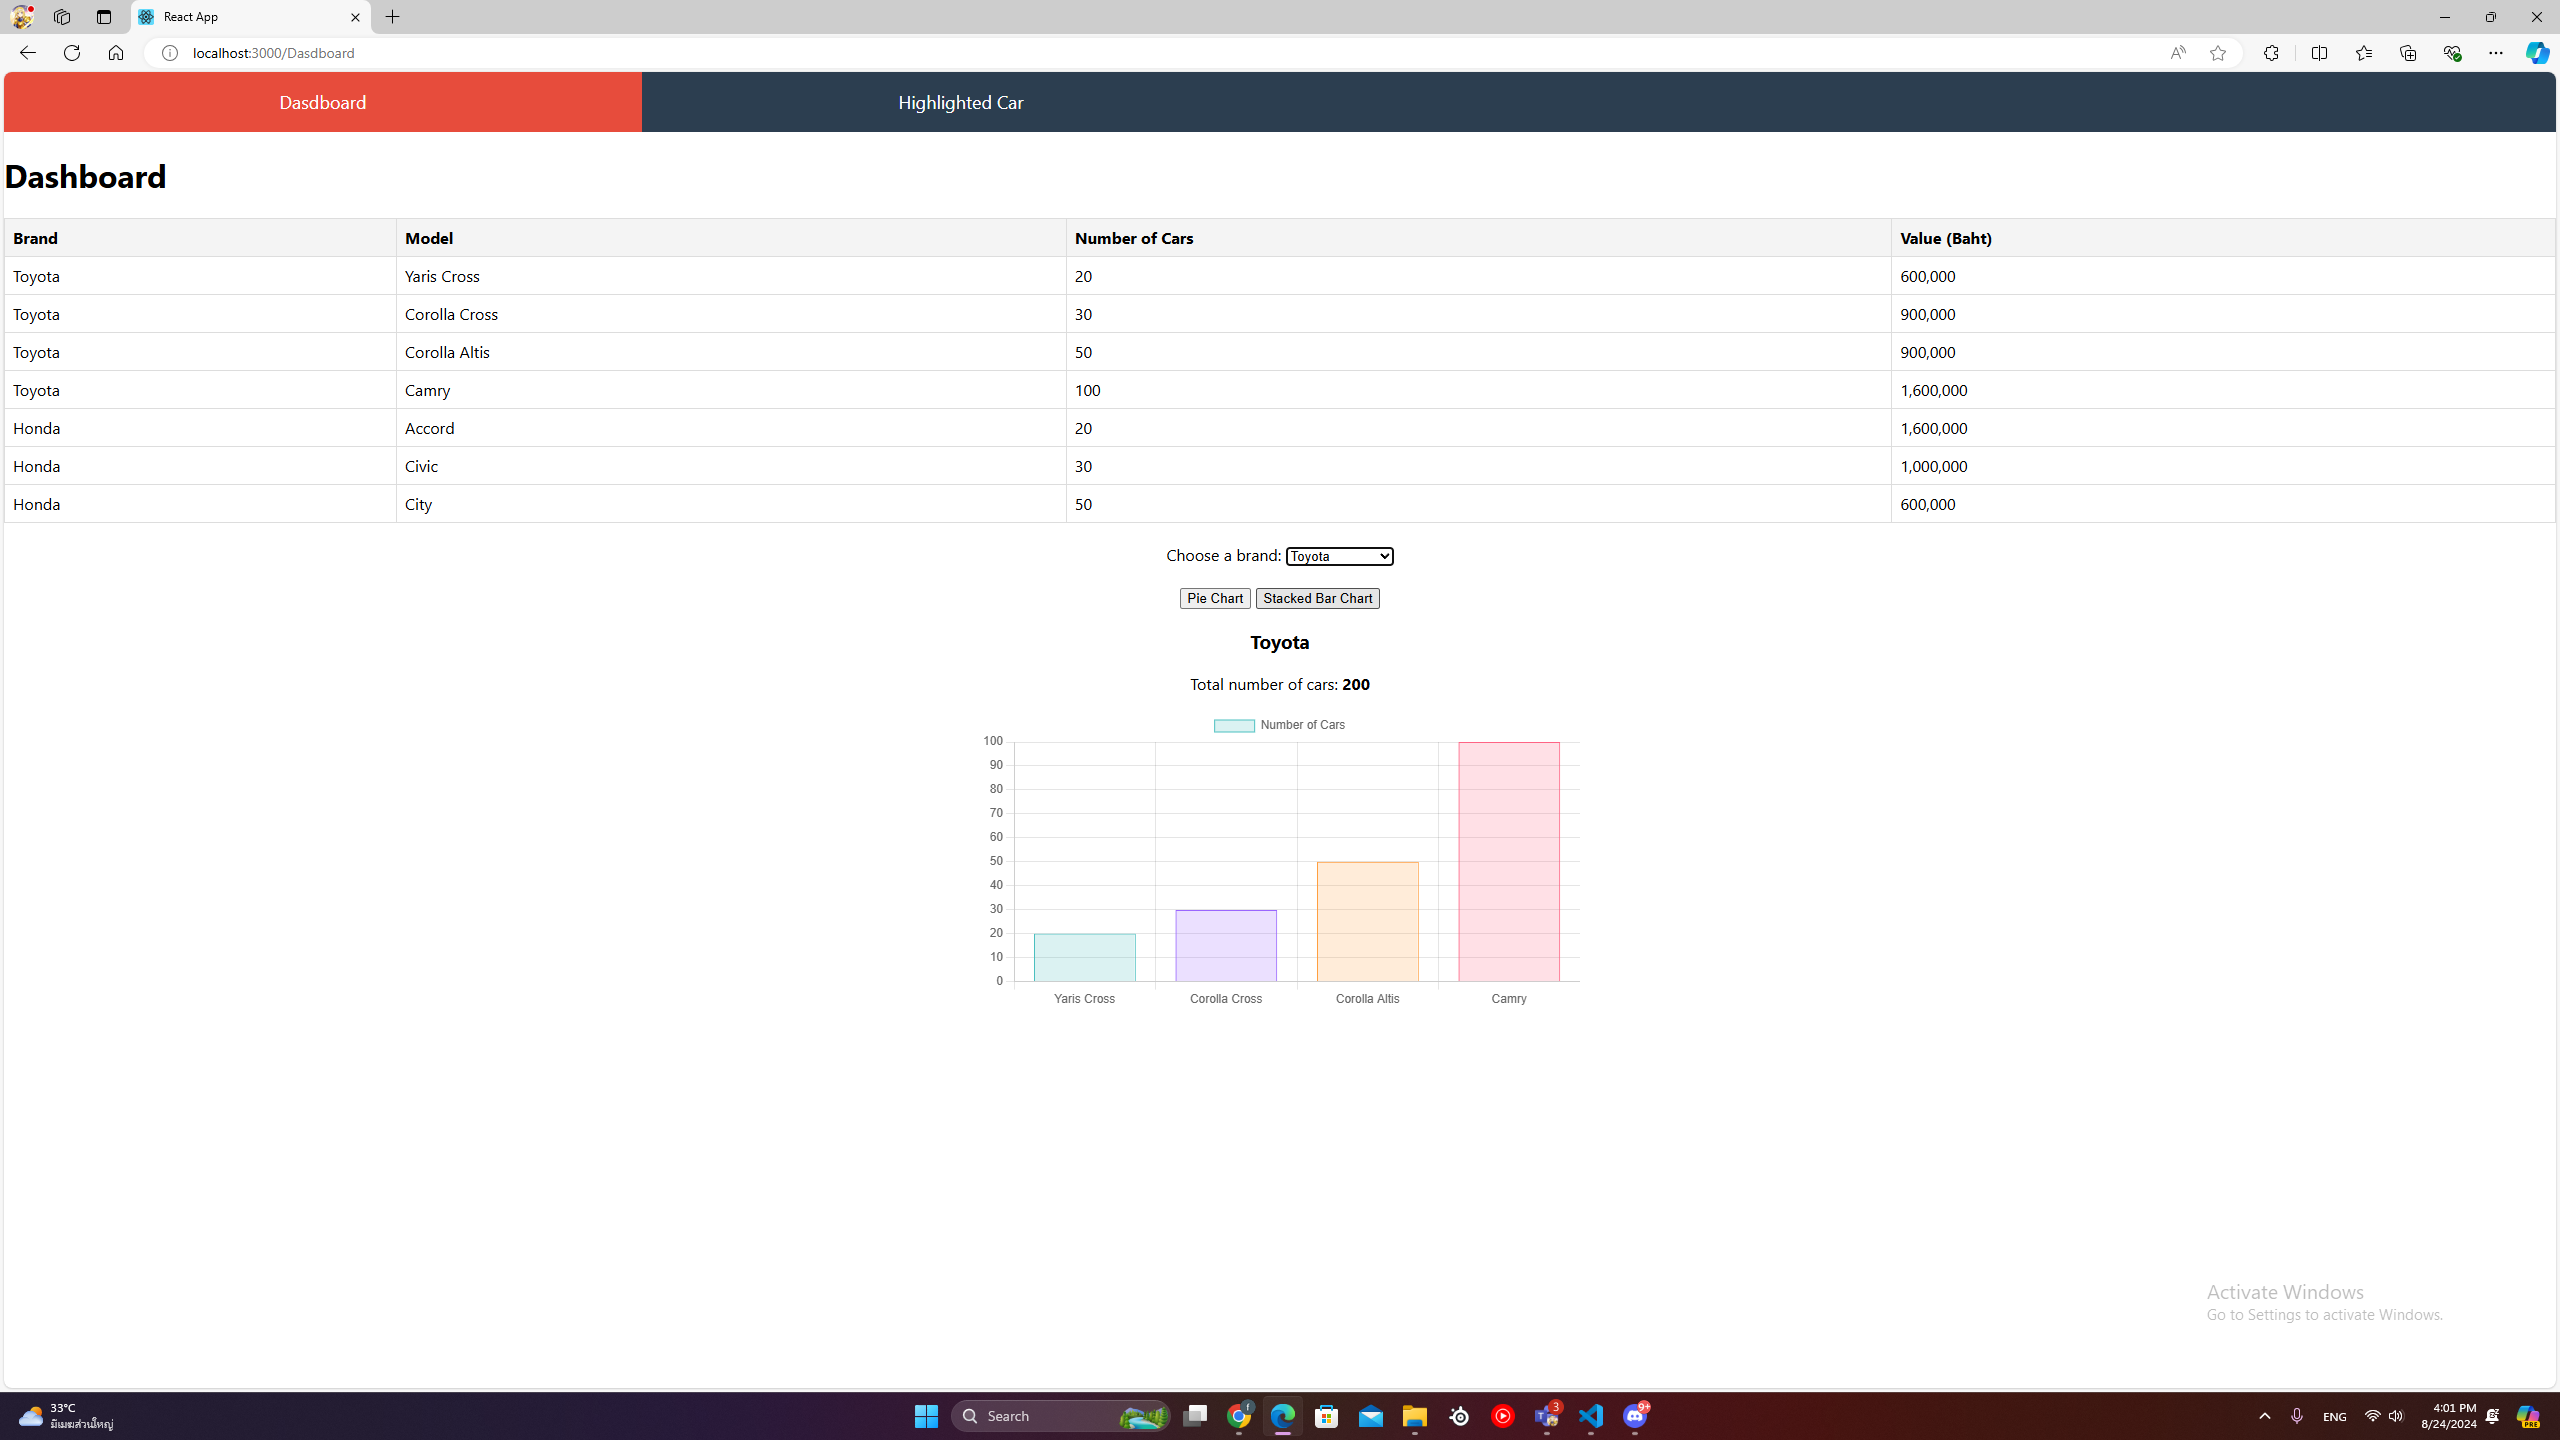 React App
localhost:3000/Dasdboard
Dasdboard Highlighted Car
Dashboard
Brand Model Number of Cars Value (Baht)
Toyota Yaris Cross 20 600,000
Toyota Corolla Cross 30 900,000
Toyota Corolla Altis 50 900,000
Toyota Camry 100 1,600,000
Honda Accord 20 1,600,000
Honda Civic 30 1,000,000
Honda City 50 600,000
Choose a brand: Toyota
Pie Chart Stacked Bar Chart
Toyota
Total number of cars: 200
Number of Cars
100
90
80
70
60
50
40
30
20
10
0
Yaris Cross Corolla Cross Corolla Altis Camry
Activate Windows
Go to Settings to activate Windows.
33°C
มีเมฆส่วนใหญ่
Search
3
9+
ENG
4:01 PM
8/24/2024
PRE